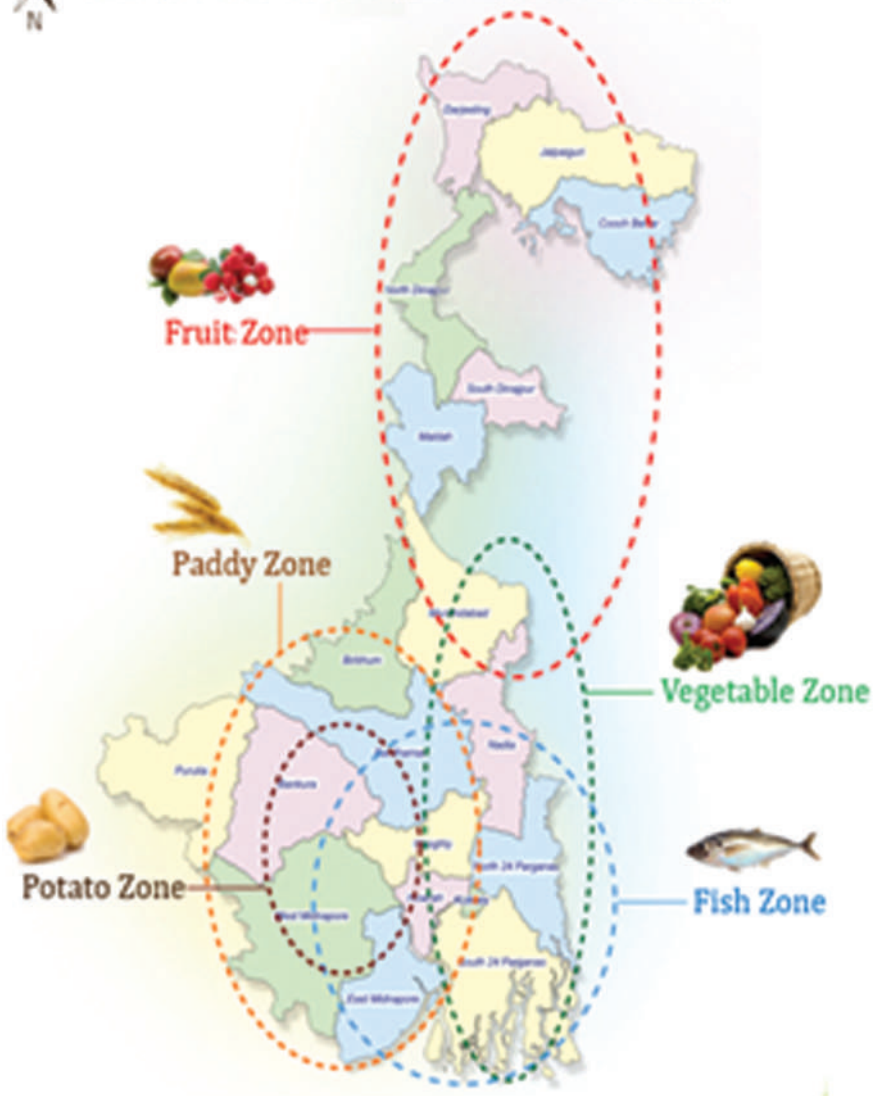 N
Darjeeling
Jalpaiguri
Cooch Behar
North Dinajpur
Fruit Zone
South Dinajpur
Maldah
Paddy Zone
Murshidabad
Birbhum
Vegetable Zone
Nadia
Purulia
Bankura
Potato Zone
North 24 Parganas
Fish Zone
West Midnapore
South 24 Parganas
East Midnapore